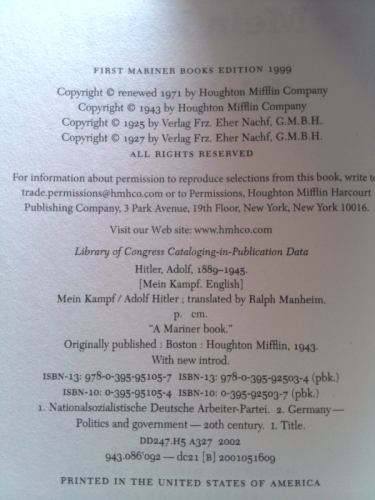 FIRST MARINER BOOKS EDITION 1999
Copyright © renewed 1971 by Houghton Mifflin Company
Copyright © 1943 by Houghton Mifflin Company
Copyright © 1925 by Verlag Frz. Eher Nachf, G.M.B.H.
Copyright © 1927 by Verlag Frz. Eher Nachf, G.M.B.H.
ALL RIGHTS RESERVED
For information about permission to reproduce selections from this book, write to
trade.permissions@hmhco.com or to Permissions, Houghton Mifflin Harcourt
Publishing Company, 3 Park Avenue, 19th Floor, New York, New York 10016.
Visit our Web site: www.hmhco.com
Library of Congress Cataloging-in-Publication Data
Hitler, Adolf, 1889–1945.
[Mein Kampf. English]
Mein Kampf / Adolf Hitler ; translated by Ralph Manheim.
p. cm.
"A Mariner book."
Originally published : Boston : Houghton Mifflin, 1943.
With new introd.
ISBN-13: 978-0-395-95105-7 ISBN-13: 978-0-395-92503-4 (pbk.)
ISBN-10: 0-395-95105-4 ISBN-10: 0-395-92503-7 (pbk.)
1. Nationalsozialistische Deutsche Arbeiter-Partei. 2. Germany—
Politics and government — 20th century. 1. Title.
DD247.H5 A327 2002
943.086'092 — dc21 [B] 2001051609
PRINTED IN THE UNITED STATES OF AMERICA